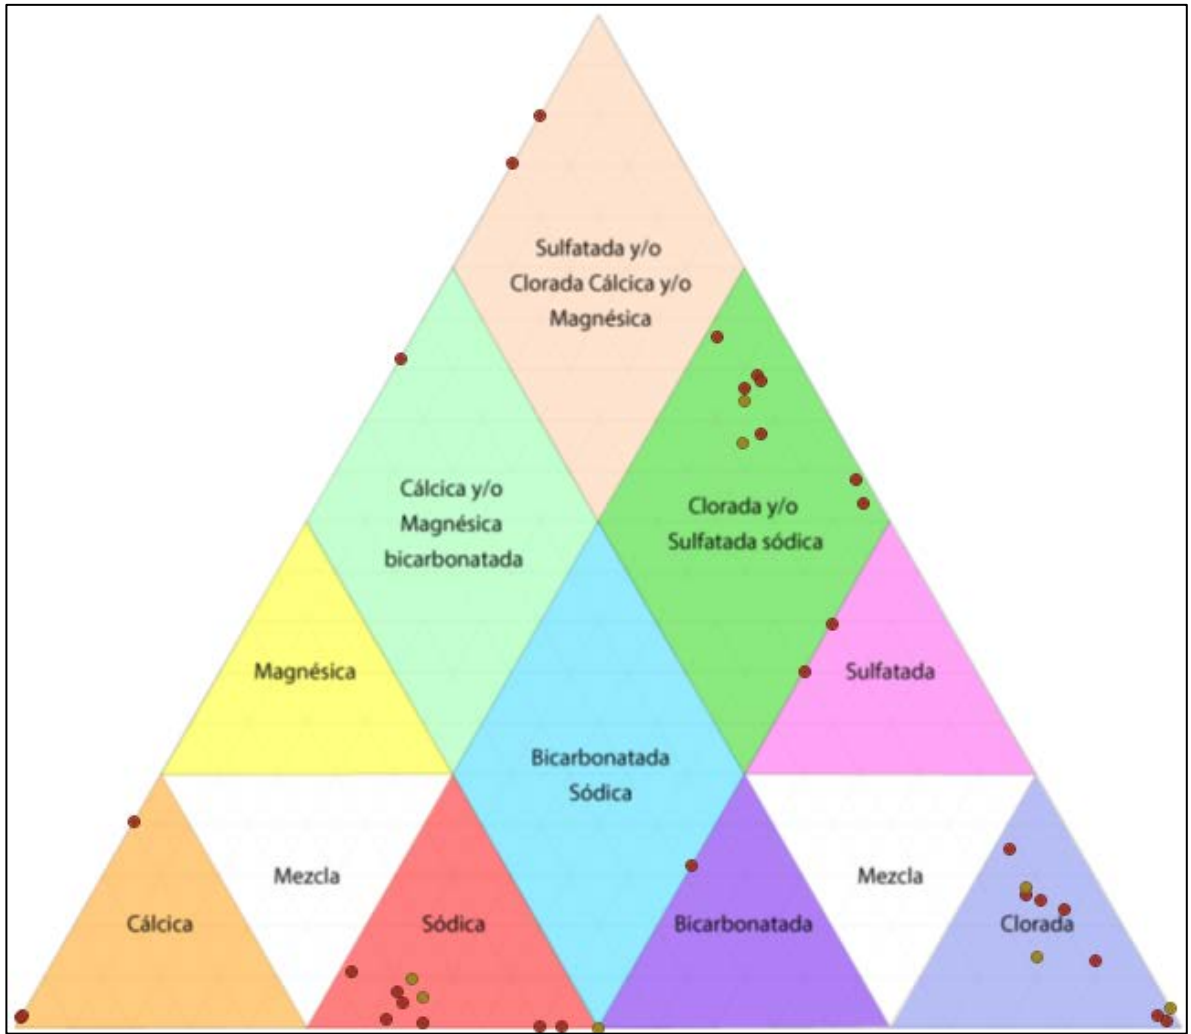 Sulfatada y/o
Clorada Cálcica y/o
Magnésica
Cálcica y/o
Magnésica
bicarbonatada
Clorada y/o
Sulfatada sódica
Magnésica
Sulfatada
Bicarbonatada
Sódica
Mezcla
Mezcla
Cálcica
Sódica
Bicarbonatada
Clorada